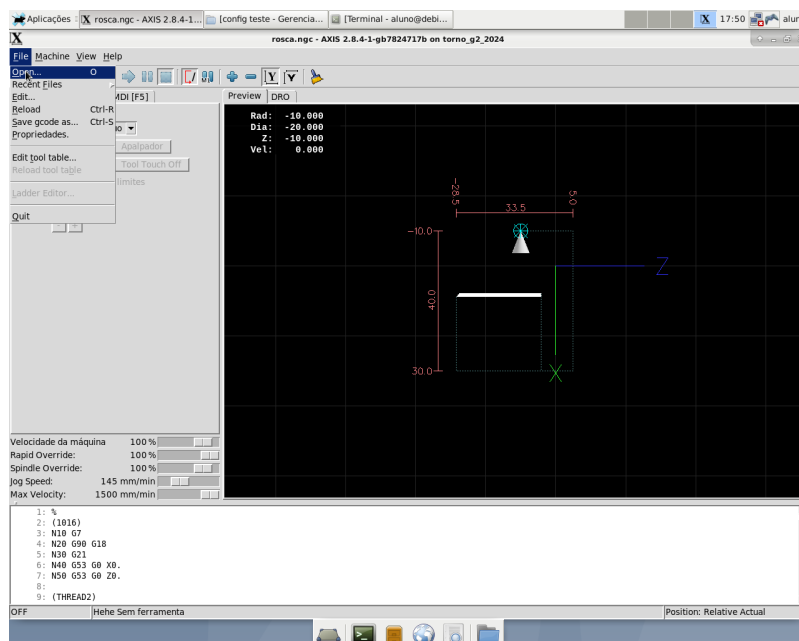 Aplicações
rosca.ngc - AXIS 2.8.4-1...
[config teste - Gerencia...
[Terminal - aluno@debi...
17:50
alun
rosca.ngc - AXIS 2.8.4-1-gb7824717b on torno_g2_2024
File Machine View Help
Open... O
Recent Files
Edit...
Reload Ctrl-R
Save gcode as... Ctrl-S
Propriedades.
Edit tool table...
Reload tool table
Ladder Editor...
Quit
MDI [F5]
Apalpador
Tool Touch Off
limites
Preview DRO
Rad: -10.000
Dia: -20.000
Z: -10.000
Vel: 0.000
-28.5
33.5
5.0
-10.0
40.0
30.0
Z
X
Velocidade da máquina 100 %
Rapid Override: 100 %
Spindle Override: 100 %
Jog Speed: 145 mm/min
Max Velocity: 1500 mm/min
1: %
2: (1016)
3: N10 G7
4: N20 G90 G18
5: N30 G21
6: N40 G53 G0 X0.
7: N50 G53 G0 Z0.
8:
9: (THREAD2)
OFF
Hehe Sem ferramenta
Position: Relative Actual